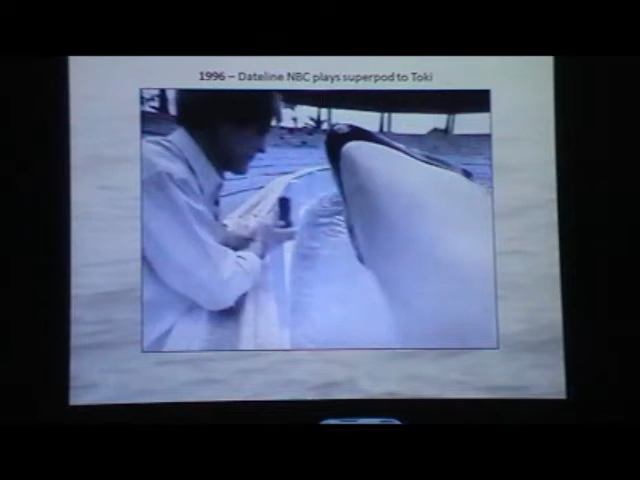 1996 – Dateline NBC plays superpod to Toki